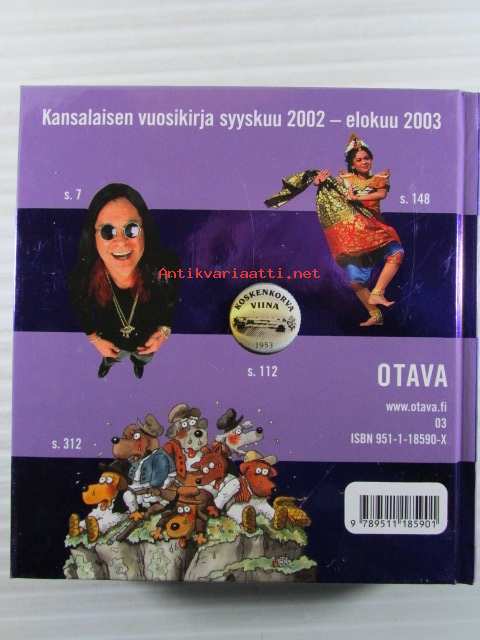 Kansalaisen vuosikirja syyskuu 2002 – elokuu 2003
s. 7
s. 148
Antikvariaatti.net
KOSKENKORVA
VIINA
1953
s. 112
OTAVA
www.otava.fi
03
ISBN 951-1-18590-X
s. 312
9 789511 185901